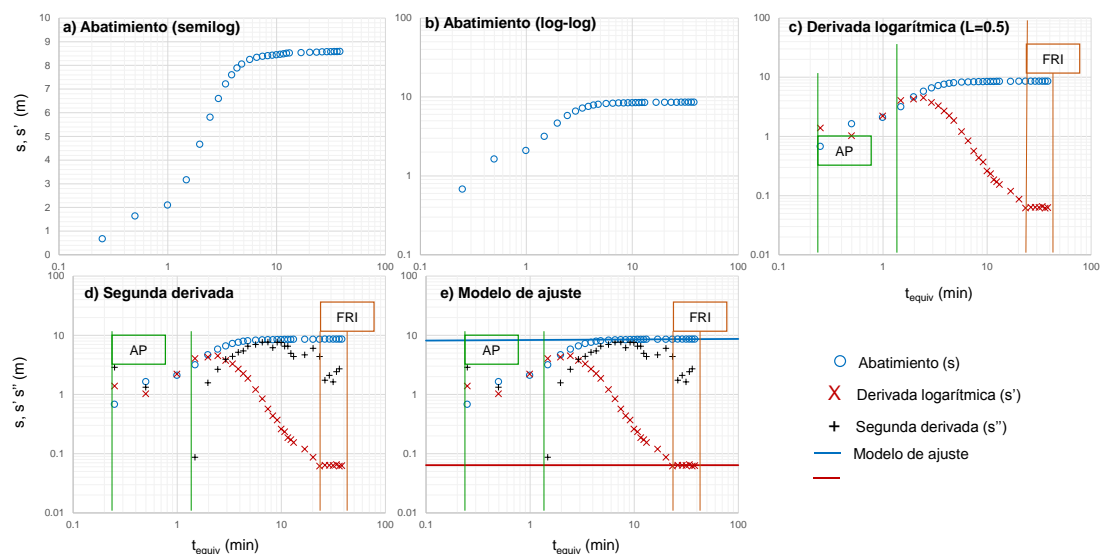 a) Abatimiento (semilog)
s, s' (m)
10
9
8
7
6
5
4
3
2
1
0
0.1
1
10
100
b) Abatimiento (log-log)
100
10
1
0.1
0.1
1
10
100
c) Derivada logarítmica (L=0.5)
100
10
1
0.1
0.01
AP
FRI
0.1
1
10
100
tequiv (min)
d) Segunda derivada
s, s' s'' (m)
100
10
1
0.1
0.01
AP
FRI
0.1
1
10
100
tequiv (min)
e) Modelo de ajuste
100
10
1
0.1
0.01
AP
FRI
0.1
1
10
100
tequiv (min)
Abatimiento (s)
Derivada logarítmica (s')
Segunda derivada (s'')
Modelo de ajuste